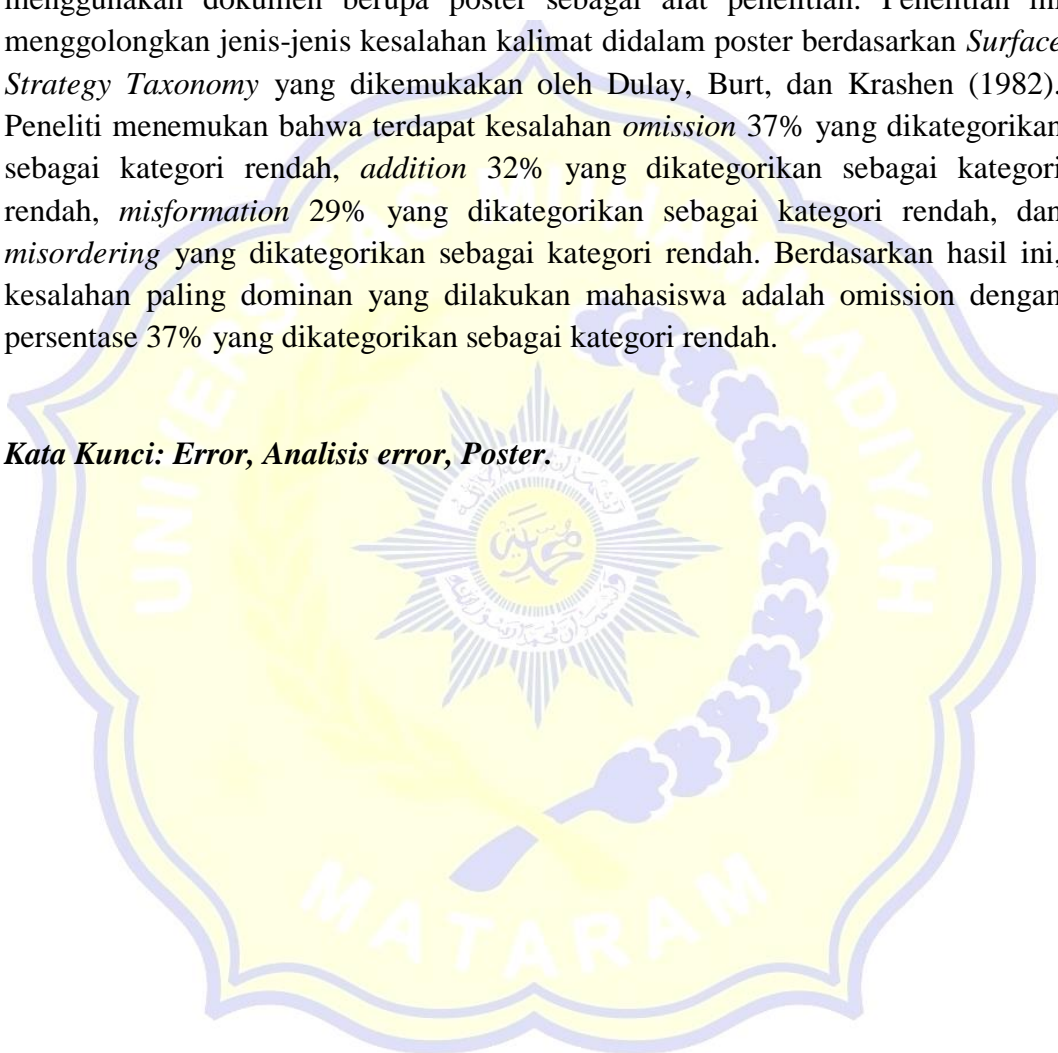 menggunakan dokumen berupa poster sebagai alat penelitian. Penelitian ini
menggolongkan jenis-jenis kesalahan kalimat didalam poster berdasarkan Surface
Strategy Taxonomy yang dikemukakan oleh Dulay, Burt, dan Krashen (1982).
Peneliti menemukan bahwa terdapat kesalahan omission 37% yang dikategorikan
sebagai kategori rendah, addition 32% yang dikategorikan sebagai kategori
rendah, misformation 29% yang dikategorikan sebagai kategori rendah, dan
misordering yang dikategorikan sebagai kategori rendah. Berdasarkan hasil ini,
kesalahan paling dominan yang dilakukan mahasiswa adalah omission dengan
persentase 37% yang dikategorikan sebagai kategori rendah.
Kata Kunci: Error, Analisis error, Poster.
UNIVERSITAS MUHAMMADIYAH
MATARAM